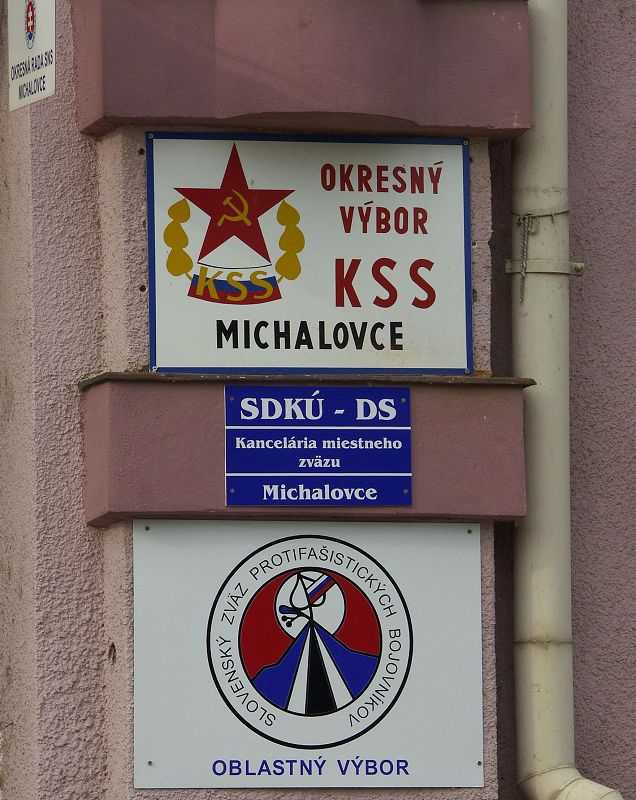 OKRESNÁ RADA SNS
MICHALOVCE
OKRESNÝ
VÝBOR
KSS
KSS
MICHALOVCE
SDKÚ - DS
Kancelária miestneho
zväzu
Michalovce
SLOVENSKÝ ZVÄZ PROTIFAŠISTICKÝCH BOJOVNÍKOV
OBLASTNÝ VÝBOR